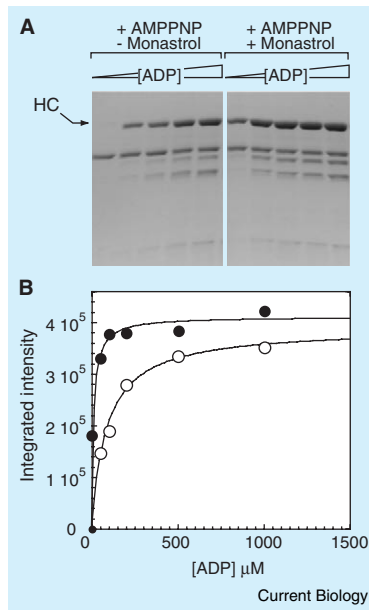 A
+ AMPPNP
- Monastrol
+ AMPPNP
+ Monastrol
[ADP]
[ADP]
HC
B
Integrated intensity
4 10⁵
3 10⁵
2 10⁵
1 10⁵
0
0
500
1000
1500
[ADP] μM
Current Biology